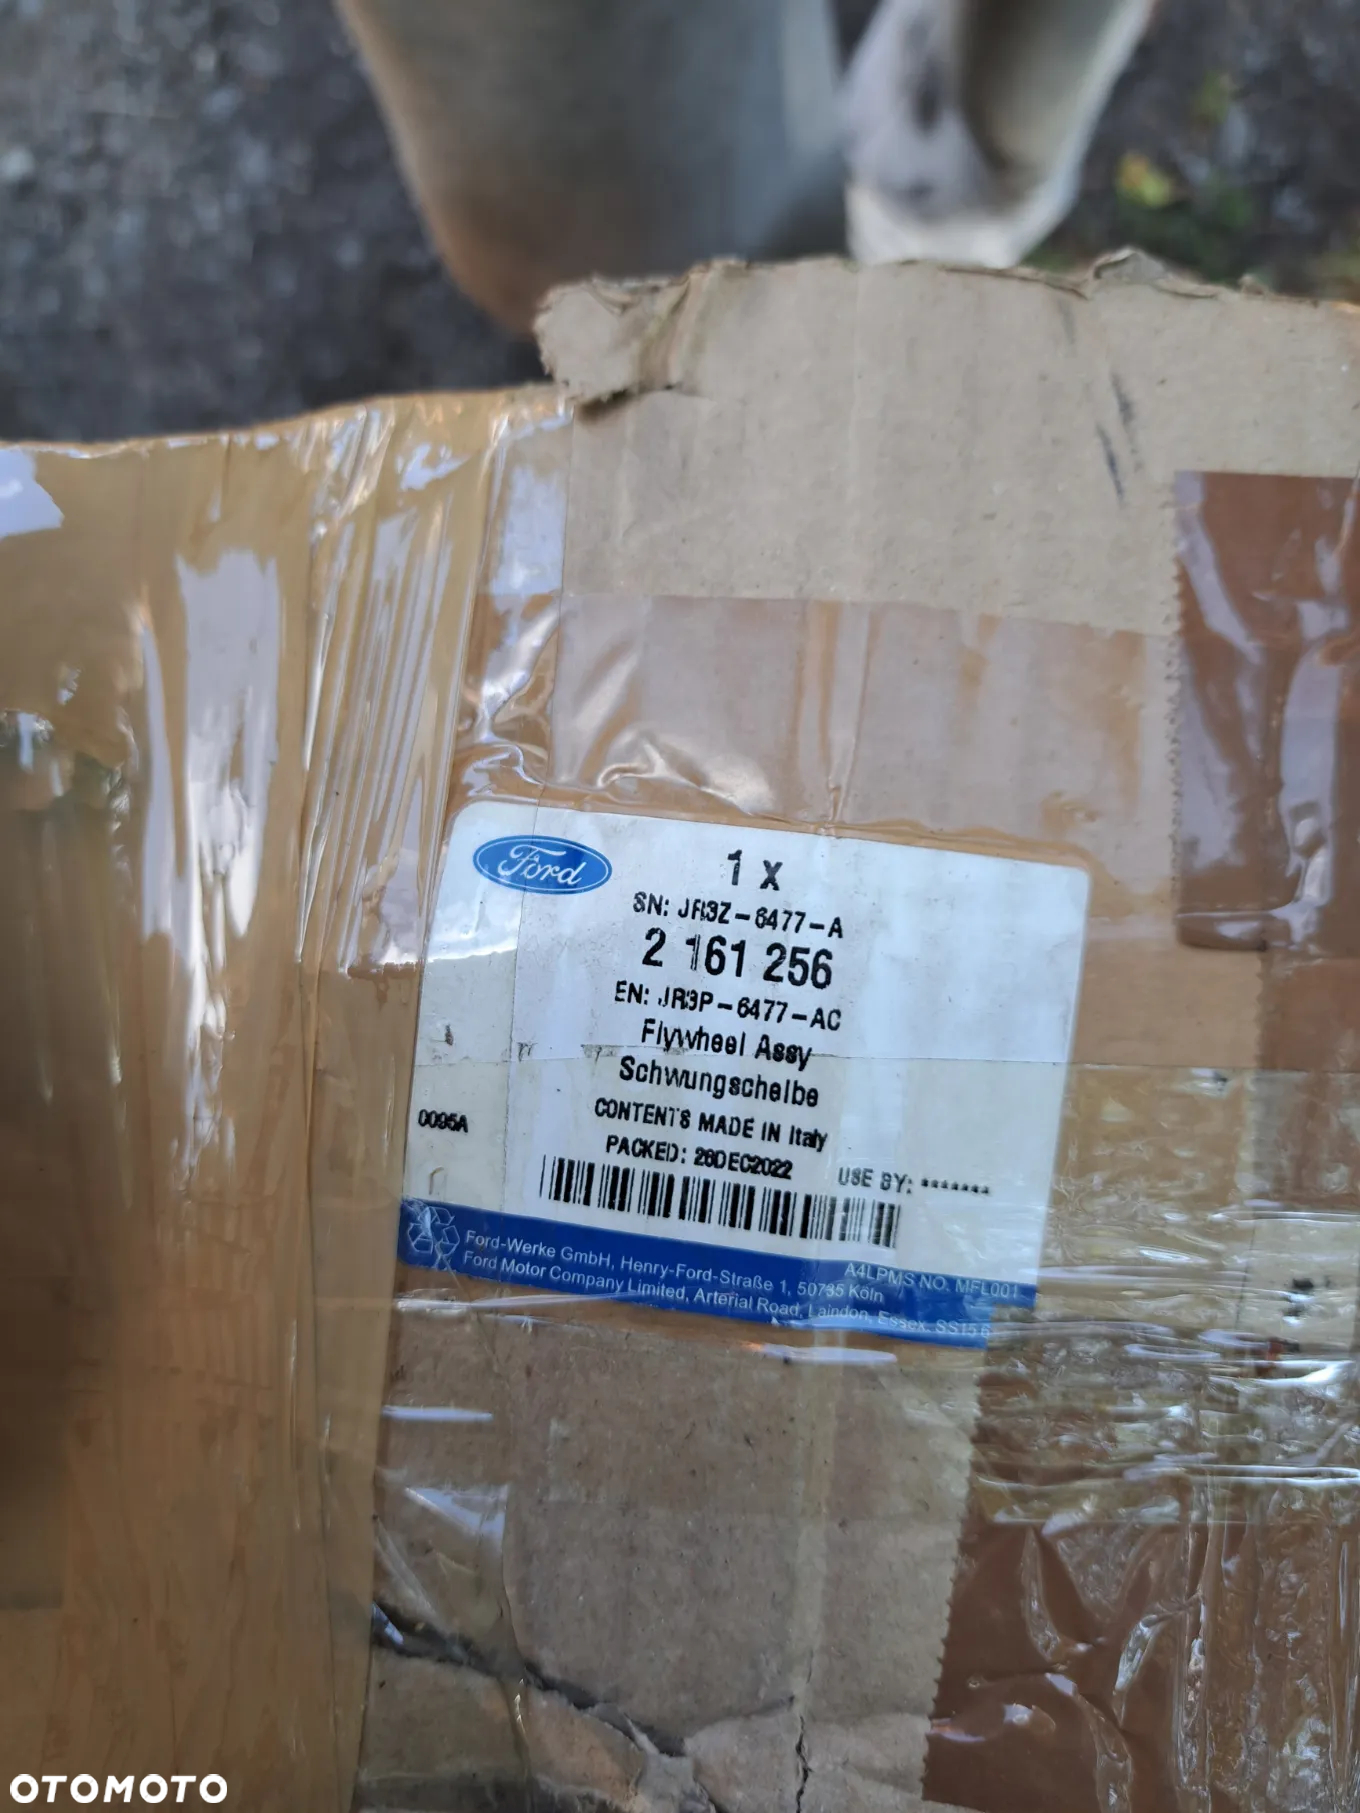 Ford
1 X
SN: JR3Z-6477-A
2 161 256
EN: JR3P-6477-AC
Flywheel Assy
Schwungscheibe
CONTENTS MADE IN Italy
0095A
PACKED: 28DEC2022
USE BY: *******
A4LPMS NO. MFL001
Ford-Werke GmbH, Henry-Ford-Straße 1, 50735 Köln
Ford Motor Company Limited, Arterial Road, Laindon, Essex. SS15 6
OTOMOTO